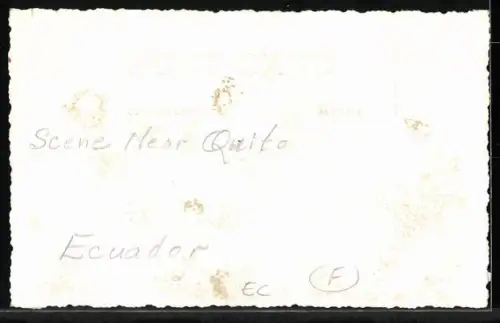 Scene Near Quito
Ecuador
EC F